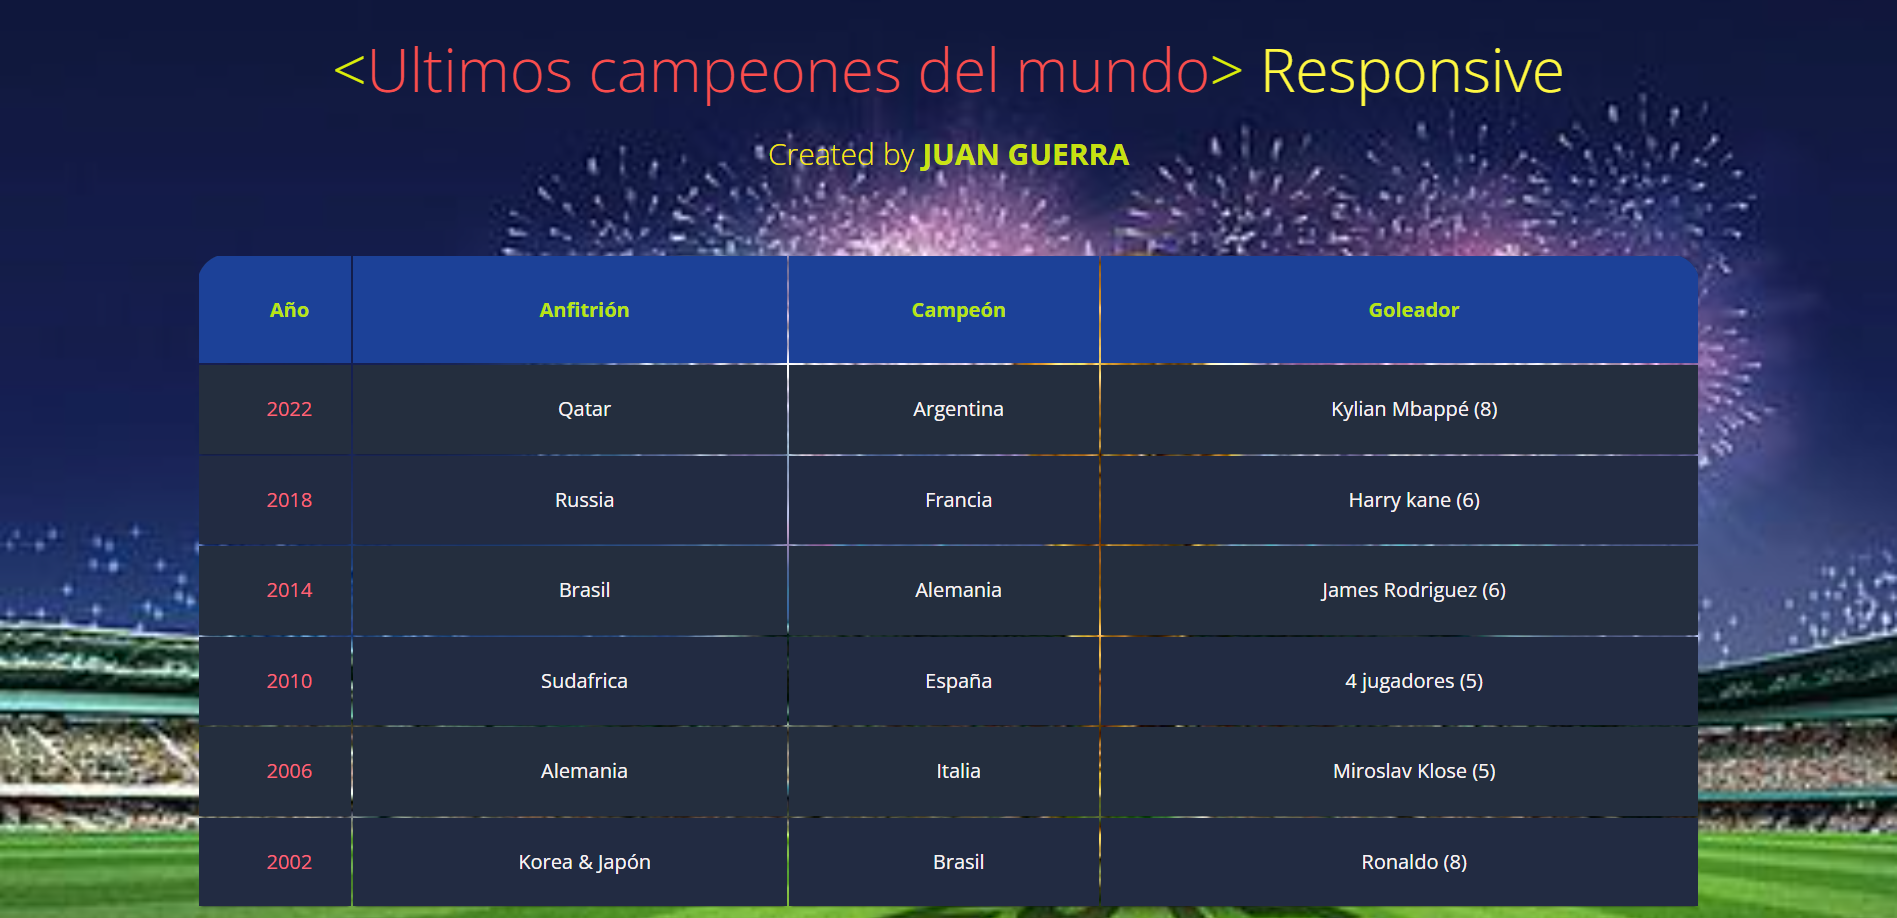 <Ultimos campeones del mundo> Responsive
Created by JUAN GUERRA
Año Anfitrión Campeón Goleador
2022 Qatar Argentina Kylian Mbappé (8)
2018 Russia Francia Harry kane (6)
2014 Brasil Alemania James Rodriguez (6)
2010 Sudafrica España 4 jugadores (5)
2006 Alemania Italia Miroslav Klose (5)
2002 Korea & Japón Brasil Ronaldo (8)